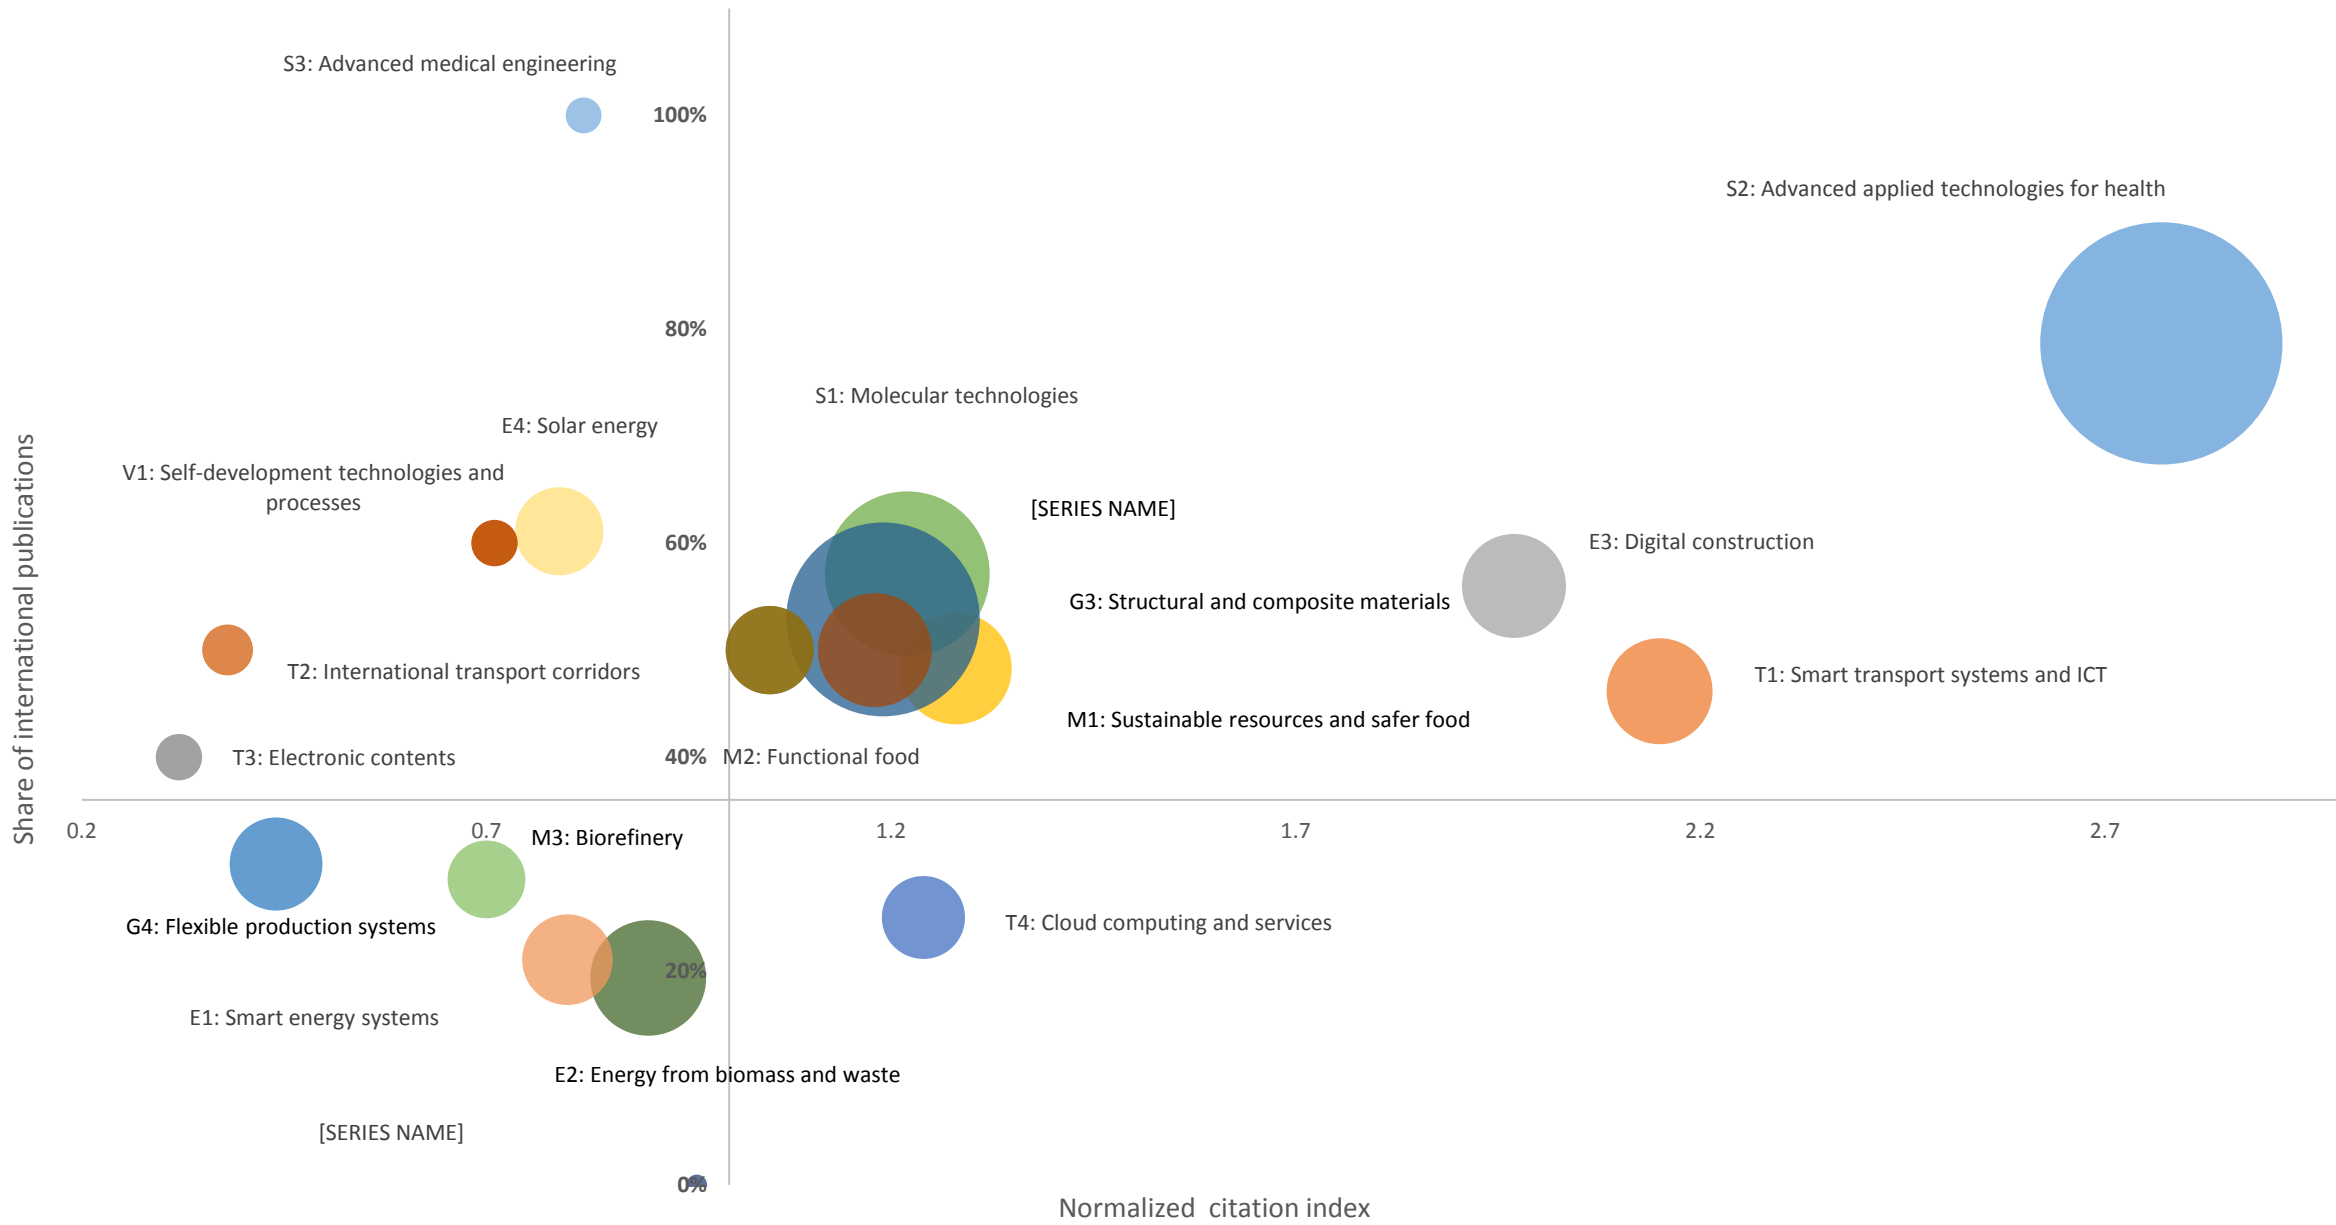 S3: Advanced medical engineering
100%
S2: Advanced applied technologies for health
80%
S1: Molecular technologies
E4: Solar energy
V1: Self-development technologies and
processes
[SERIES NAME]
60%
E3: Digital construction
G3: Structural and composite materials
T2: International transport corridors
T1: Smart transport systems and ICT
M1: Sustainable resources and safer food
T3: Electronic contents
40%
M2: Functional food
Share of international publications
0.2
0.7
1.2
1.7
2.2
2.7
M3: Biorefinery
G4: Flexible production systems
T4: Cloud computing and services
20%
E1: Smart energy systems
E2: Energy from biomass and waste
[SERIES NAME]
0%
Normalized  citation index